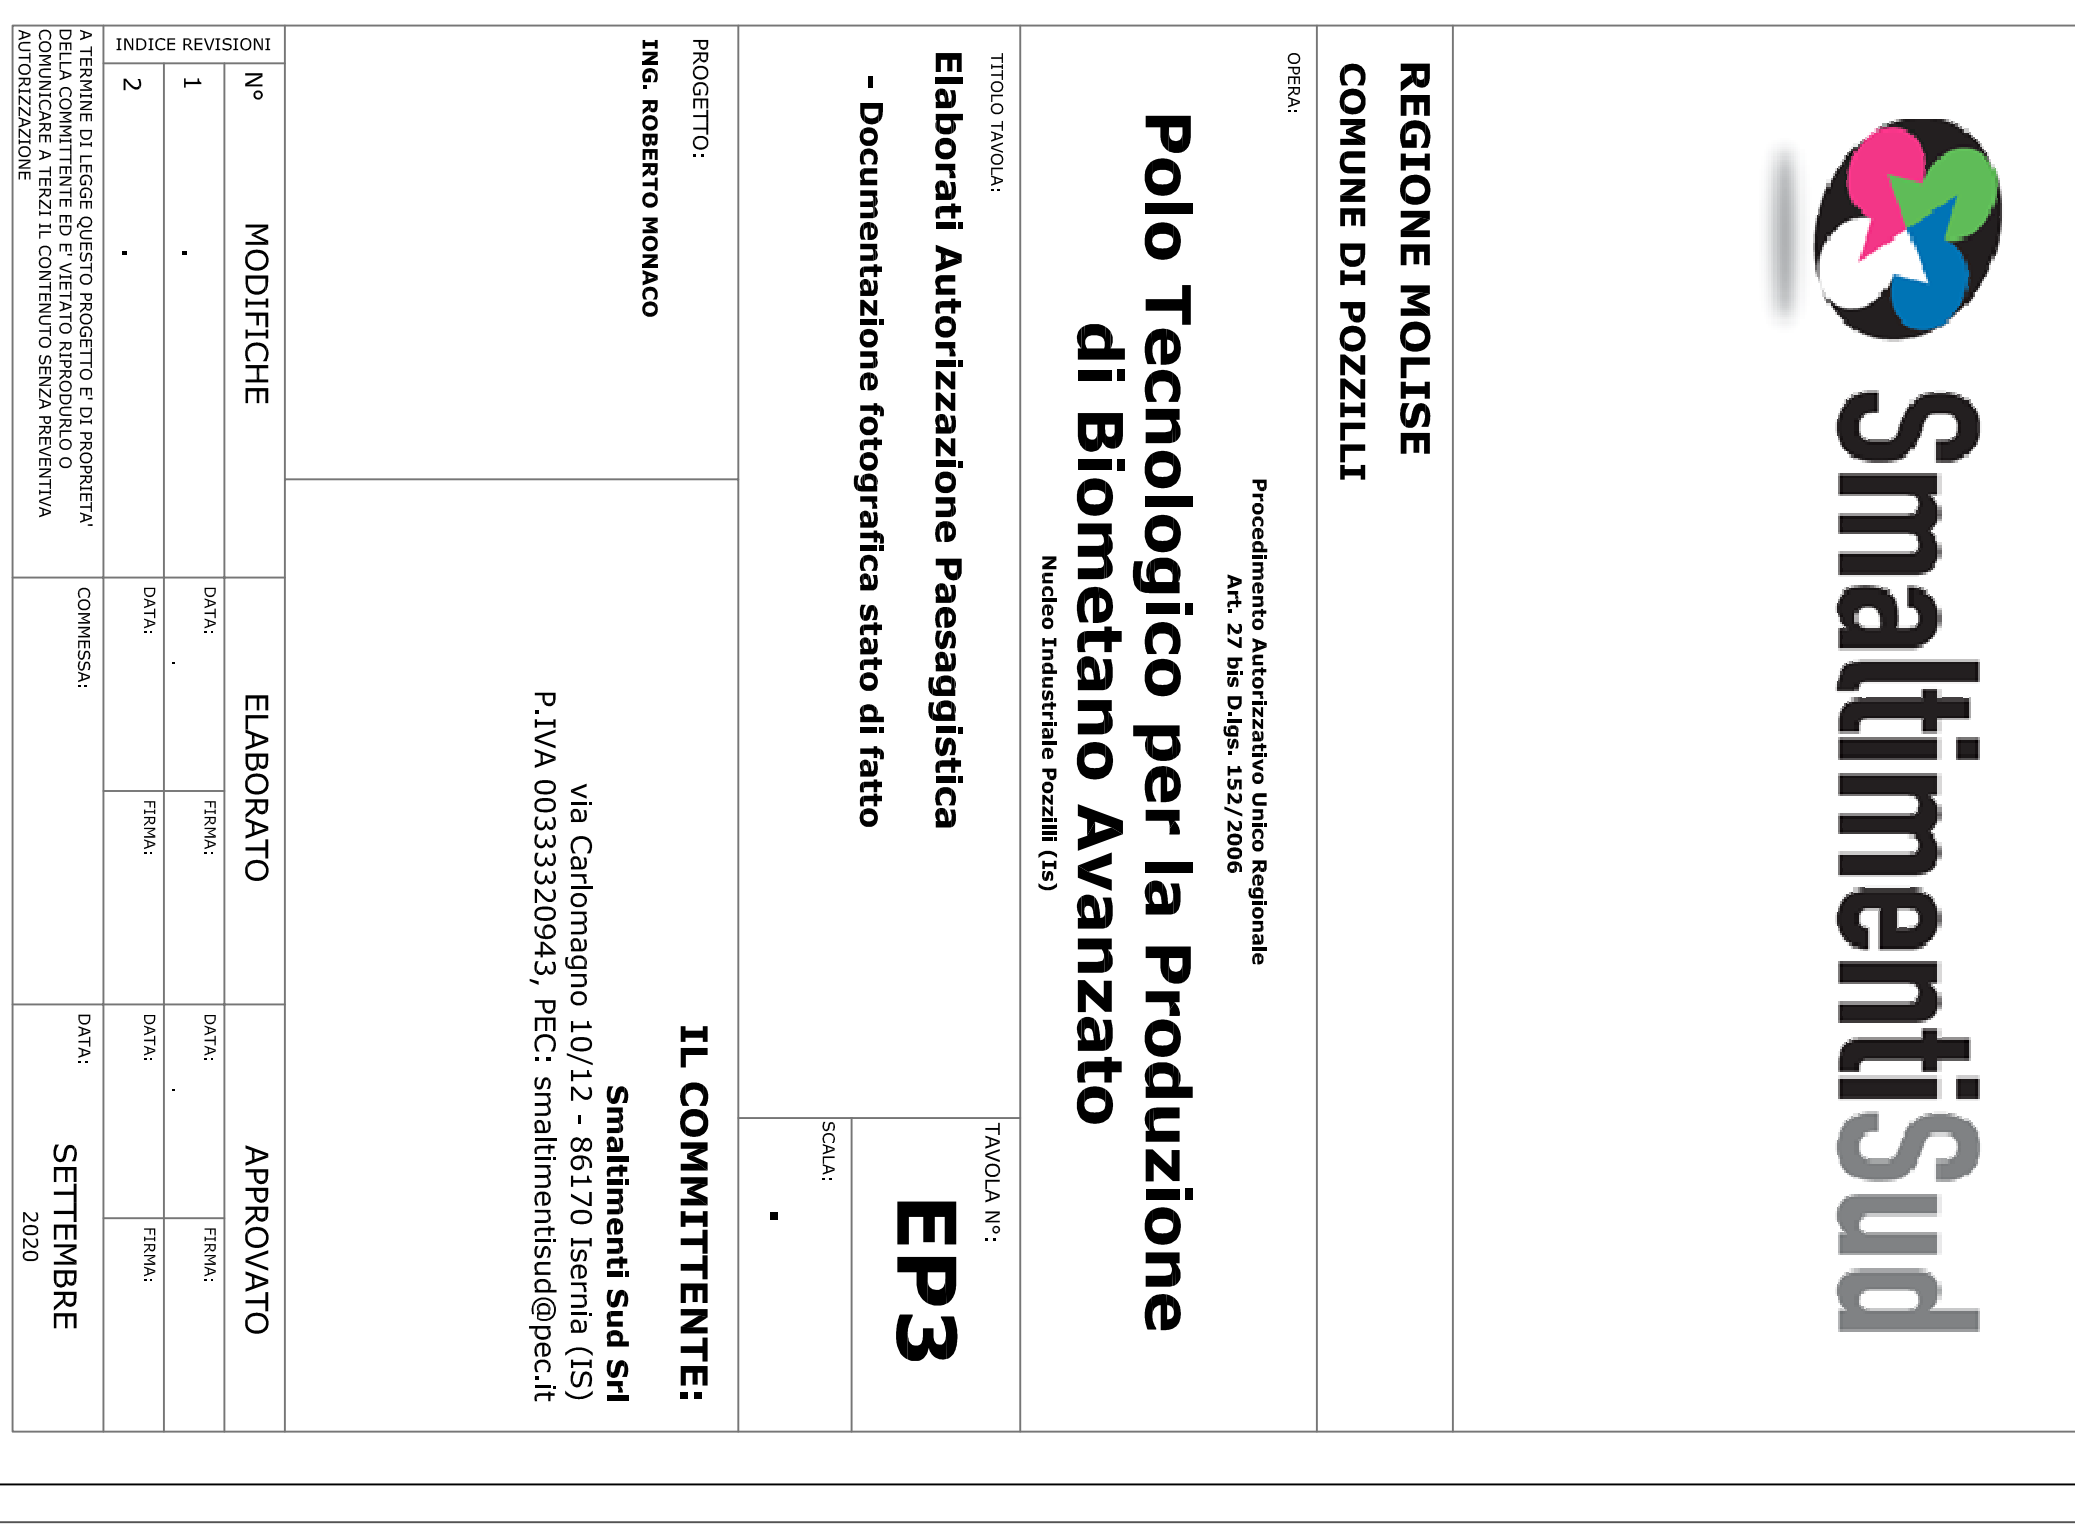 SmaltimentiSud
REGIONE MOLISE
COMUNE DI POZZILLI
OPERA:
Procedimento Autorizzativo Unico Regionale
Art. 27 bis D.lgs. 152/2006
Polo Tecnologico per la Produzione
di Biometano Avanzato
Nucleo Industriale Pozzilli (Is)
TITOLO TAVOLA:
Elaborati Autorizzazione Paesaggistica
- Documentazione fotografica stato di fatto
TAVOLA N°:
EP3
SCALA:
.
PROGETTO:
ING. ROBERTO MONACO
IL COMMITTENTE:
Smaltimenti Sud Srl
via Carlomagno 10/12 - 86170 Isernia (IS)
P.IVA 00333320943, PEC: smaltimentisud@pec.it
INDICE REVISIONI
N° MODIFICHE ELABORATO APPROVATO
1 . DATA: . FIRMA: DATA: . FIRMA:
2 . DATA: FIRMA: DATA: FIRMA:
A TERMINE DI LEGGE QUESTO PROGETTO E' DI PROPRIETA'
DELLA COMMITTENTE ED E' VIETATO RIPRODURLO O
COMUNICARE A TERZI IL CONTENUTO SENZA PREVENTIVA
AUTORIZZAZIONE
COMMESSA:
DATA:
SETTEMBRE
2020